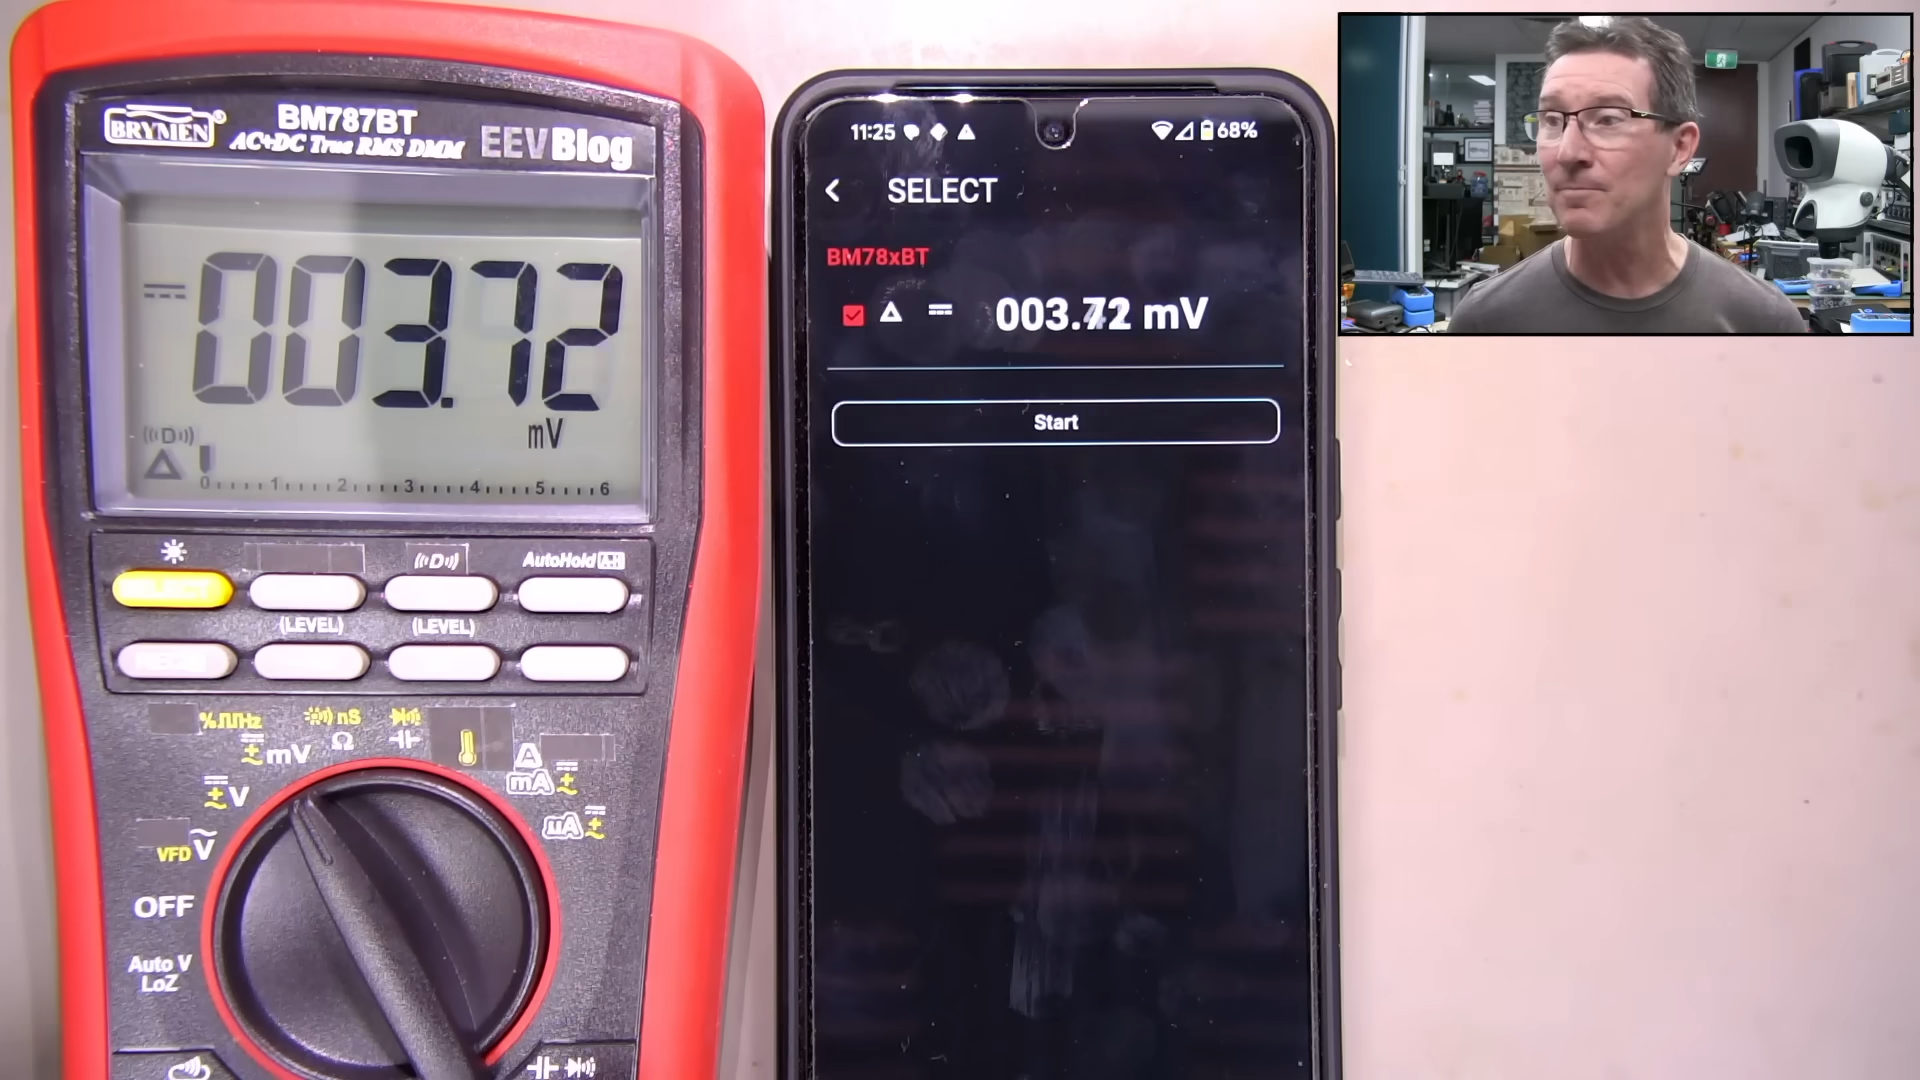 BRYMEN®
BM787BT
AC+DC True RMS DMM
EEVBlog
003.72
mV
((·D·))
0 1 2 3 4 5 6
((·D·))
AutoHold A-H
(LEVEL)
(LEVEL)
% Hz
mV
nS
Ω
A
mA
V
μA
VFD V
OFF
Auto V
LoZ
11:25
68%
SELECT
BM78xBT
003.72 mV
Start